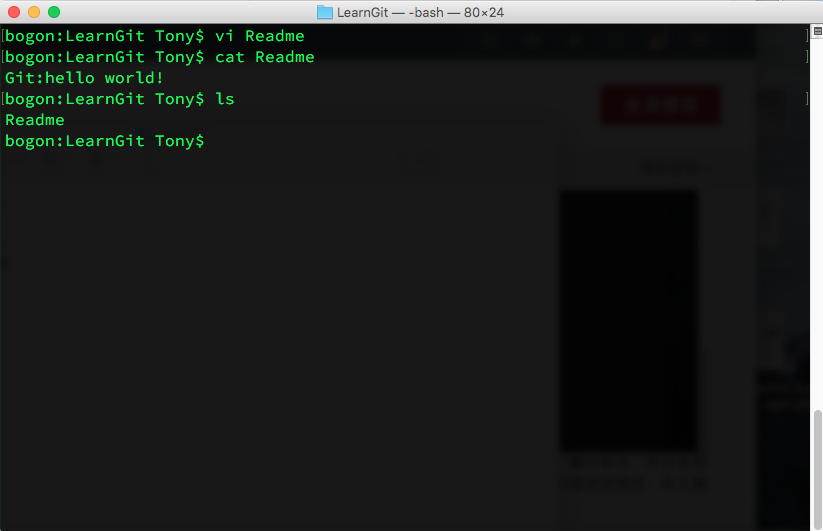 LearnGit — -bash — 80×24
[bogon:LearnGit Tony$ vi Readme ]
[bogon:LearnGit Tony$ cat Readme ]
Git:hello world!
[bogon:LearnGit Tony$ ls ]
Readme
bogon:LearnGit Tony$